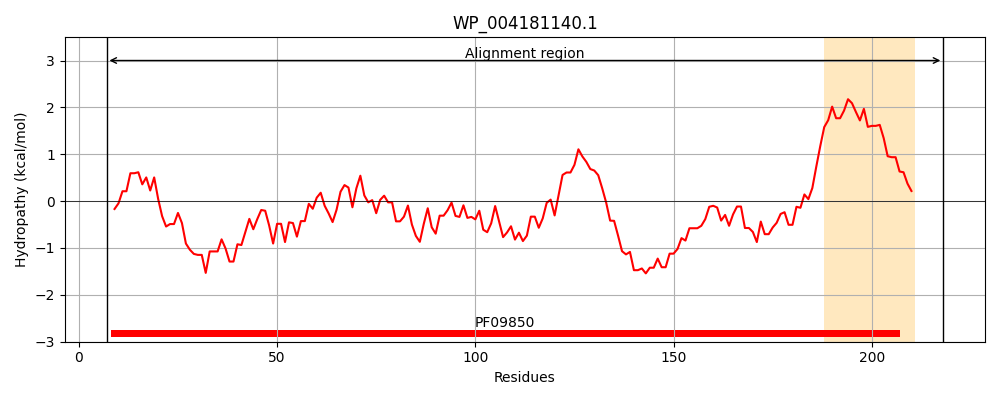 WP_004181140.1
Alignment region
3
2
1
0
−1
−2
−3
Hydropathy (kcal/mol)
PF09850
0 50 100 150 200
Residues